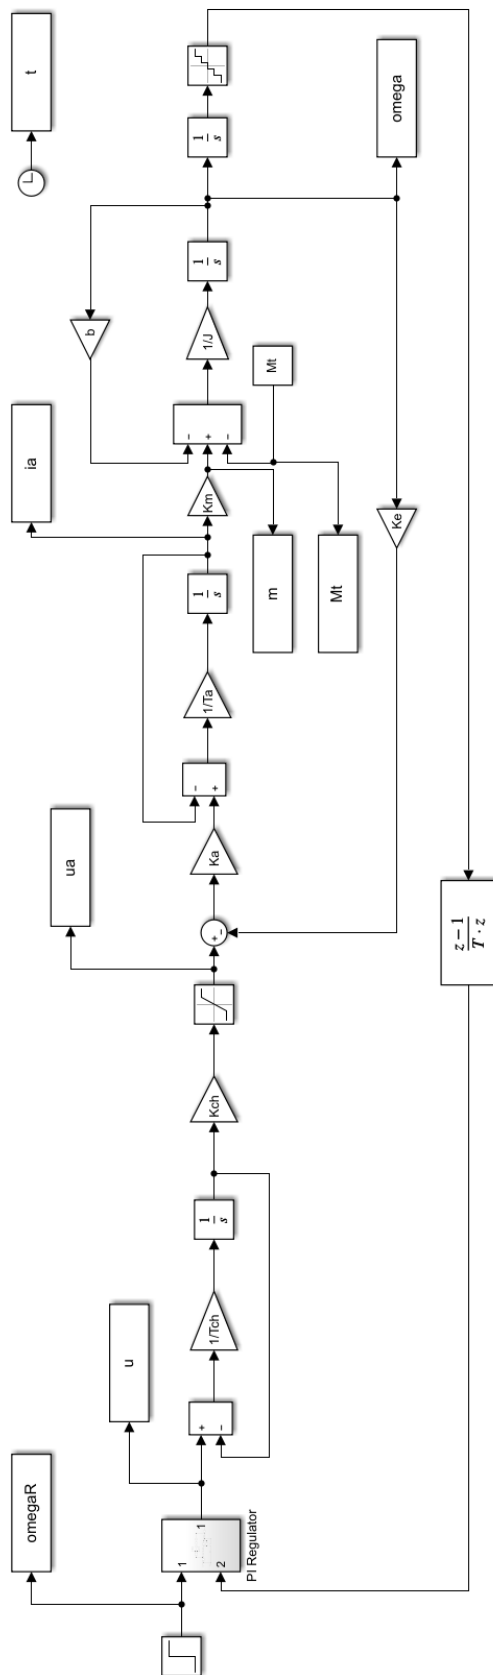 omegaR
u
ua
ia
t
b
1
2
1
PI Regulator
+
−
1/Tch
1
s
Kch
+
−
Ka
−
+
1/Ta
1
s
Km
−
+
−
1/J
1
s
1
s
Mt
m
Mt
omega
Ke
z − 1
T · z